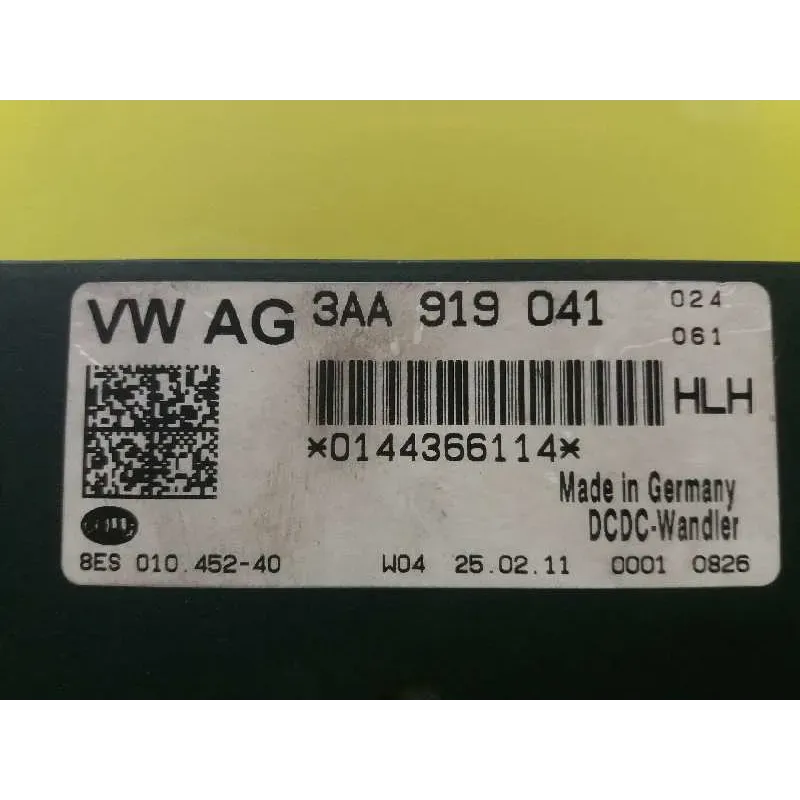 VW AG 3AA 919 041 024
061
HLH
*0144366114*
Made in Germany
DCDC-Wandler
8ES 010.452-40 W04 25.02.11 0001 0826